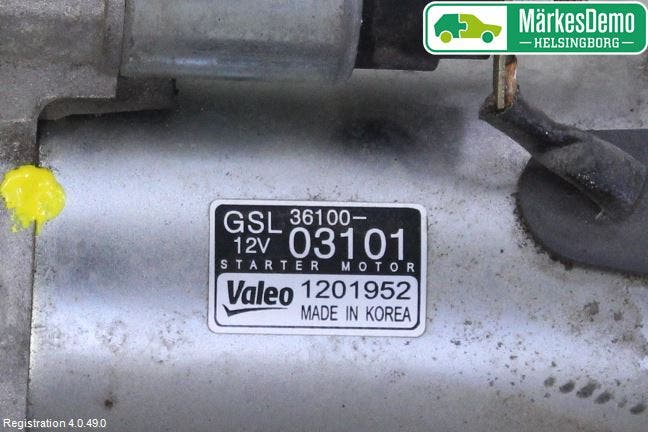 MärkesDemo
HELSINGBORG
GSL 36100-
12V 03101
STARTER MOTOR
Valeo 1201952
MADE IN KOREA
Registration 4.0.49.0